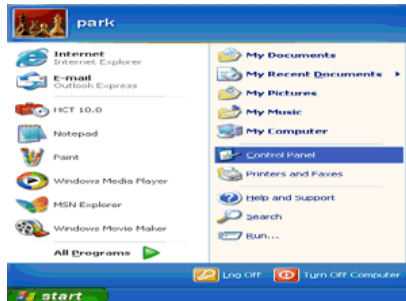 park
Internet
Internet Explorer
E-mail
Outlook Express
HCT 10.0
Notepad
Paint
Windows Media Player
MSN Explorer
Windows Movie Maker
All Programs
My Documents
My Recent Documents
My Pictures
My Music
My Computer
Control Panel
Printers and Faxes
Help and Support
Search
Run...
Log Off
Turn Off Computer
start